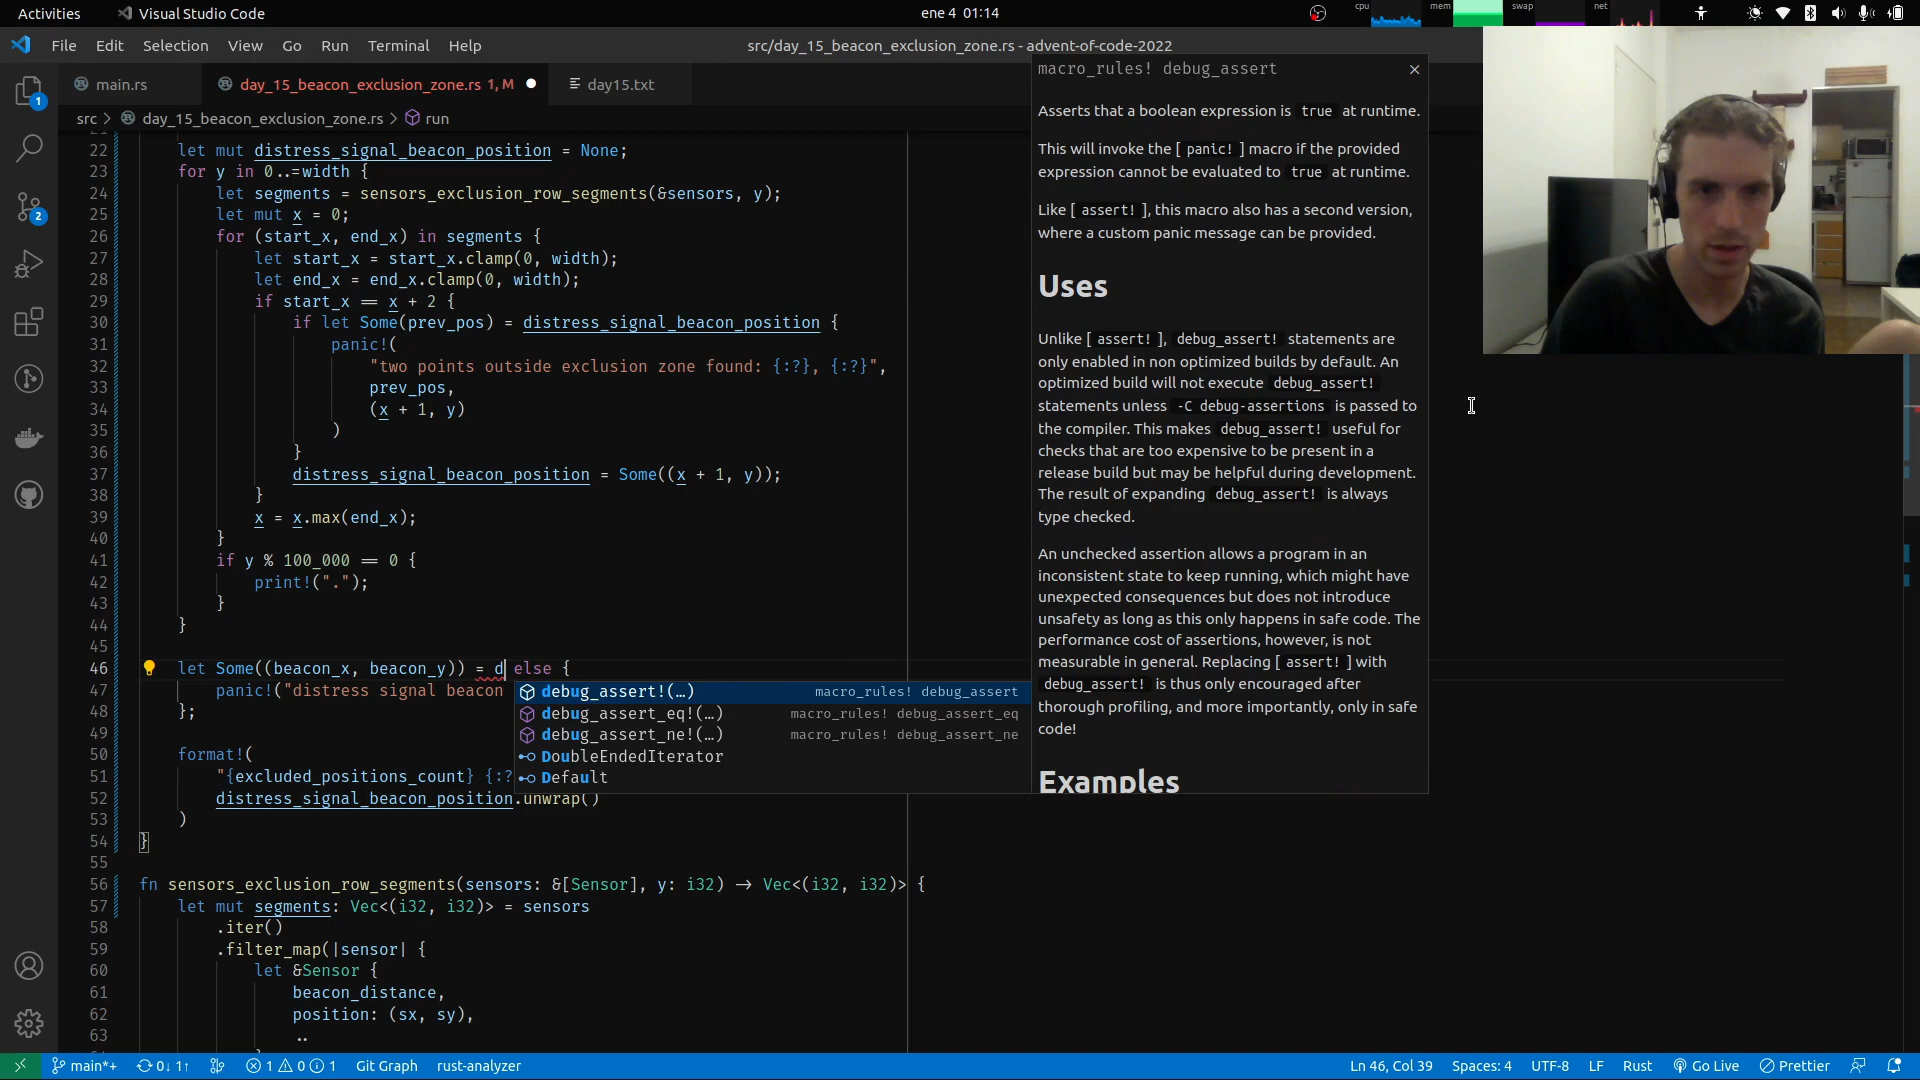 Activities
Visual Studio Code
ene 4 01:14
cpu
mem
swap
net
File Edit Selection View Go Run Terminal Help
src/day_15_beacon_exclusion_zone.rs - advent-of-code-2022
main.rs
day_15_beacon_exclusion_zone.rs 1, M
day15.txt
src > day_15_beacon_exclusion_zone.rs > run
22 let mut distress_signal_beacon_position = None;
23 for y in 0..=width {
24 let segments = sensors_exclusion_row_segments(&sensors, y);
25 let mut x = 0;
26 for (start_x, end_x) in segments {
27 let start_x = start_x.clamp(0, width);
28 let end_x = end_x.clamp(0, width);
29 if start_x == x + 2 {
30 if let Some(prev_pos) = distress_signal_beacon_position {
31 panic!(
32 "two points outside exclusion zone found: {:?}, {:?}",
33 prev_pos,
34 (x + 1, y)
35 )
36 }
37 distress_signal_beacon_position = Some((x + 1, y));
38 }
39 x = x.max(end_x);
40 }
41 if y % 100_000 == 0 {
42 print!(".");
43 }
44 }
45
46 let Some((beacon_x, beacon_y)) = d else {
47 panic!("distress signal beacon
48 };
49
50 format!(
51 "{excluded_positions_count} {:?
52 distress_signal_beacon_position.unwrap()
53 )
54 }
55
56 fn sensors_exclusion_row_segments(sensors: &[Sensor], y: i32) -> Vec<(i32, i32)> {
57 let mut segments: Vec<(i32, i32)> = sensors
58 .iter()
59 .filter_map(|sensor| {
60 let &Sensor {
61 beacon_distance,
62 position: (sx, sy),
63 ..
debug_assert!(…) macro_rules! debug_assert
debug_assert_eq!(…) macro_rules! debug_assert_eq
debug_assert_ne!(…) macro_rules! debug_assert_ne
DoubleEndedIterator
Default
macro_rules! debug_assert
Asserts that a boolean expression is true at runtime.
This will invoke the [ panic! ] macro if the provided
expression cannot be evaluated to true at runtime.
Like [ assert! ], this macro also has a second version,
where a custom panic message can be provided.
Uses
Unlike [ assert! ], debug_assert! statements are
only enabled in non optimized builds by default. An
optimized build will not execute debug_assert!
statements unless -C debug-assertions is passed to
the compiler. This makes debug_assert! useful for
checks that are too expensive to be present in a
release build but may be helpful during development.
The result of expanding debug_assert! is always
type checked.
An unchecked assertion allows a program in an
inconsistent state to keep running, which might have
unexpected consequences but does not introduce
unsafety as long as this only happens in safe code. The
performance cost of assertions, however, is not
measurable in general. Replacing [ assert! ] with
debug_assert! is thus only encouraged after
thorough profiling, and more importantly, only in safe
code!
Examples
1
2
main*+ 0↓ 1↑ 1 0 1 Git Graph rust-analyzer
Ln 46, Col 39 Spaces: 4 UTF-8 LF Rust Go Live Prettier